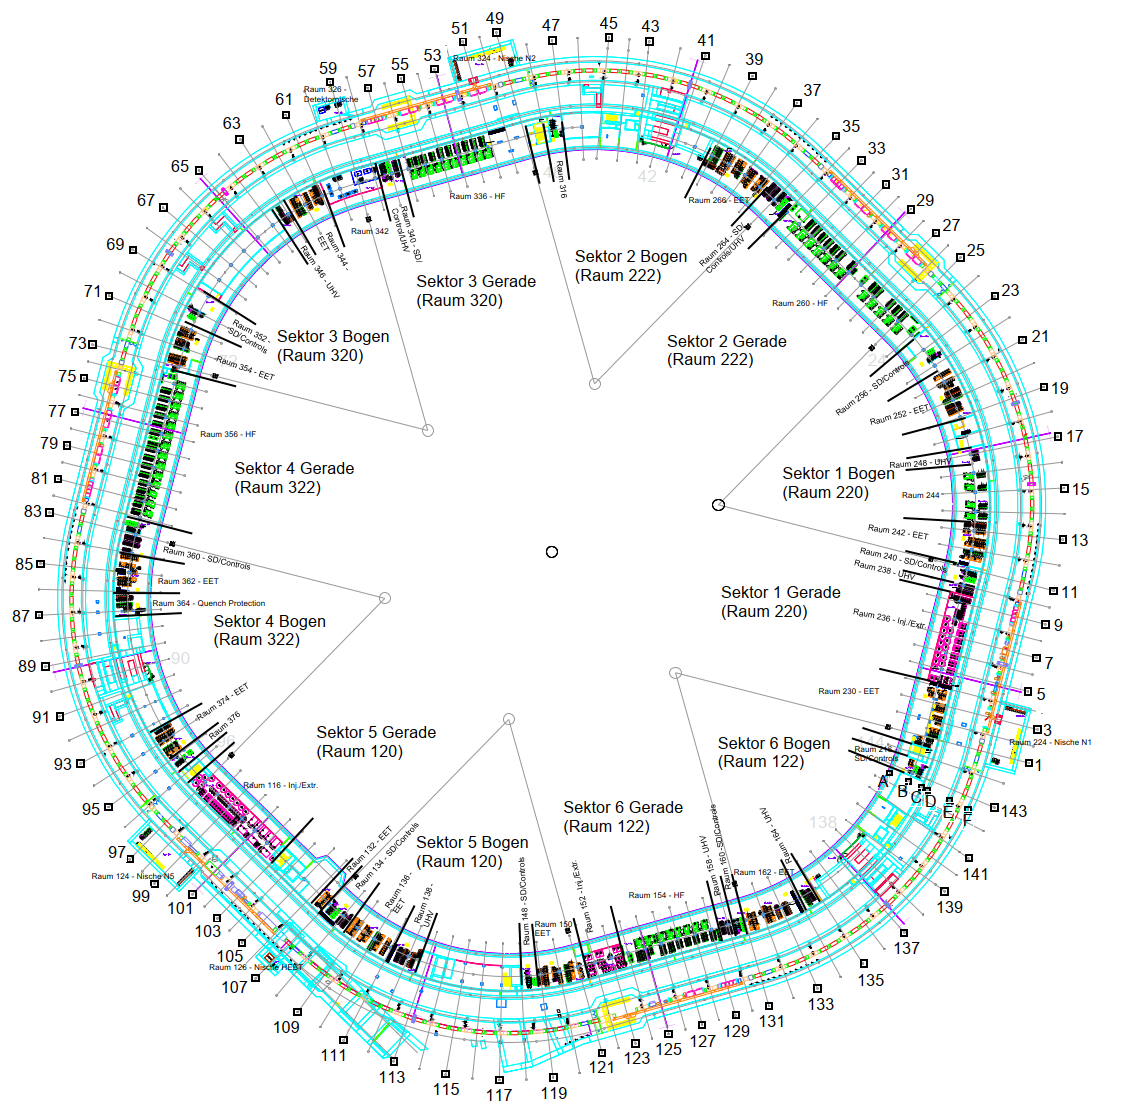 49
51
47
45
43
41
53
55
57
59
61
63
65
67
69
71
73
75
77
79
81
83
85
87
89
91
93
95
97
99
101
103
105
107
109
111
113
115
117
119
121
123
125
127
129
131
133
135
137
139
141
143
1
3
5
7
9
11
13
15
17
19
21
23
25
27
29
31
33
35
37
39
Raum 324 - Nische N2
Raum 326 -
Detektornische
Raum 316
42
Raum 336 - HF
Raum 266 - EET
Raum 342
Raum 340 - SD/
Control/UHV
Raum 344 -
EET
Raum 346 - UHV
Raum 264 - SD/
Controls/UHV
Sektor 2 Bogen
(Raum 222)
Sektor 3 Gerade
(Raum 320)
Raum 260 - HF
Raum 352 -
SD/Controls
Sektor 3 Bogen
(Raum 320)
Sektor 2 Gerade
(Raum 222)
Raum 354 - EET
Raum 256 - SD/Controls
Raum 252 - EET
Raum 356 - HF
Sektor 4 Gerade
(Raum 322)
Raum 248 - UHV
Sektor 1 Bogen
(Raum 220)
Raum 244
Raum 242 - EET
Raum 240 - SD/Controls
Raum 238 - UHV
Raum 360 - SD/Controls
Raum 362 - EET
Raum 364 - Quench Protection
Sektor 4 Bogen
(Raum 322)
Sektor 1 Gerade
(Raum 220)
Raum 236 - Inj./Extr.
90
Raum 230 - EET
Raum 374 - EET
Raum 376
Sektor 5 Gerade
(Raum 120)
Sektor 6 Bogen
(Raum 122)
SD/Controls
Raum 224 - Nische N1
A
B
C
D
E
F
Raum 116 - Inj./Extr.
Sektor 6 Gerade
(Raum 122)
138
Sektor 5 Bogen
(Raum 120)
Raum 132 - EET
Raum 134 - SD/Controls
Raum 136 -
EET
Raum 138 -
UHV
Raum 148 - SD/Controls
Raum 150
EET
Raum 152 - Inj./Extr.
Raum 154 - HF
Raum 158 - UHV
Raum 160 - SD/Controls
Raum 162 - EET
Raum 164 - UHV
Raum 124 - Nische N5
Raum 126 - Nische HEET